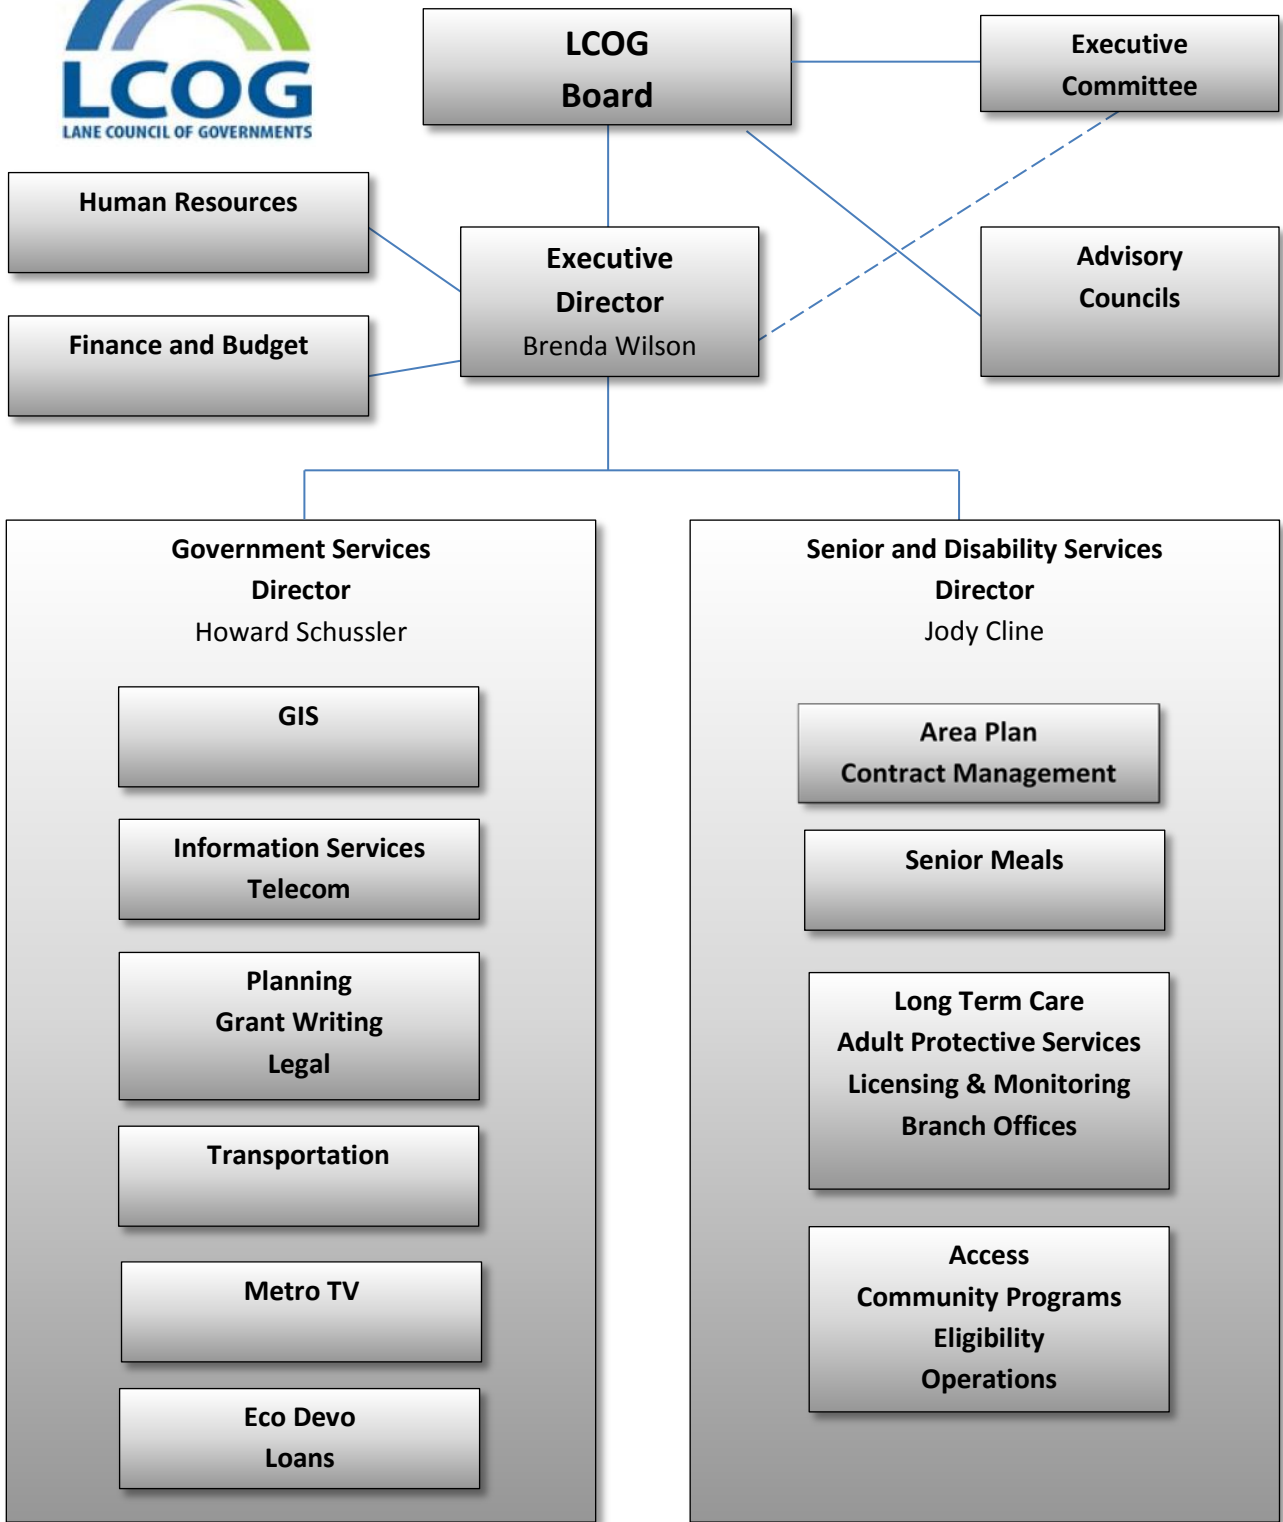 LCOG
LANE COUNCIL OF GOVERNMENTS
LCOG
Board
Executive
Committee
Human Resources
Executive
Director
Brenda Wilson
Advisory
Councils
Finance and Budget
Government Services
Director
Howard Schussler
GIS
Information Services
Telecom
Planning
Grant Writing
Legal
Transportation
Metro TV
Eco Devo
Loans
Senior and Disability Services
Director
Jody Cline
Area Plan
Contract Management
Senior Meals
Long Term Care
Adult Protective Services
Licensing & Monitoring
Branch Offices
Access
Community Programs
Eligibility
Operations